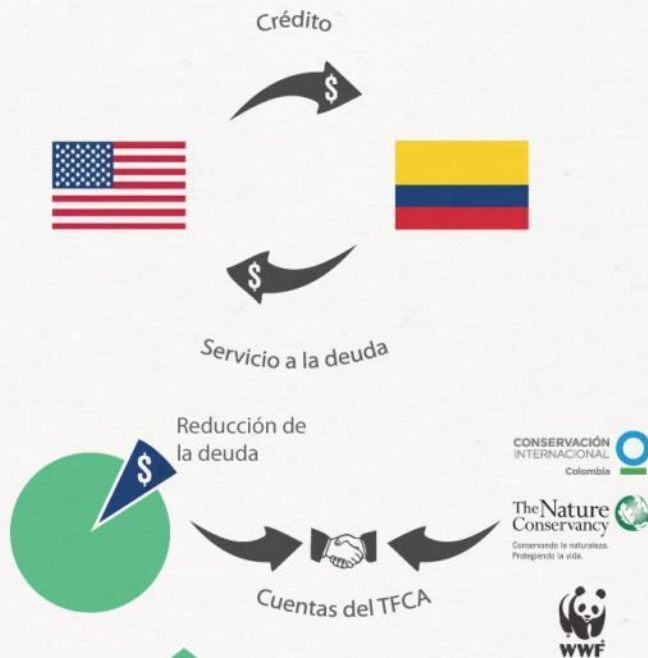 Crédito
$
$
Servicio a la deuda
Reducción de
la deuda
$
CONSERVACIÓN
INTERNACIONAL
Colombia
The Nature
Conservancy
Conservando la naturaleza.
Protegiendo la vida.
Cuentas del TFCA
WWF